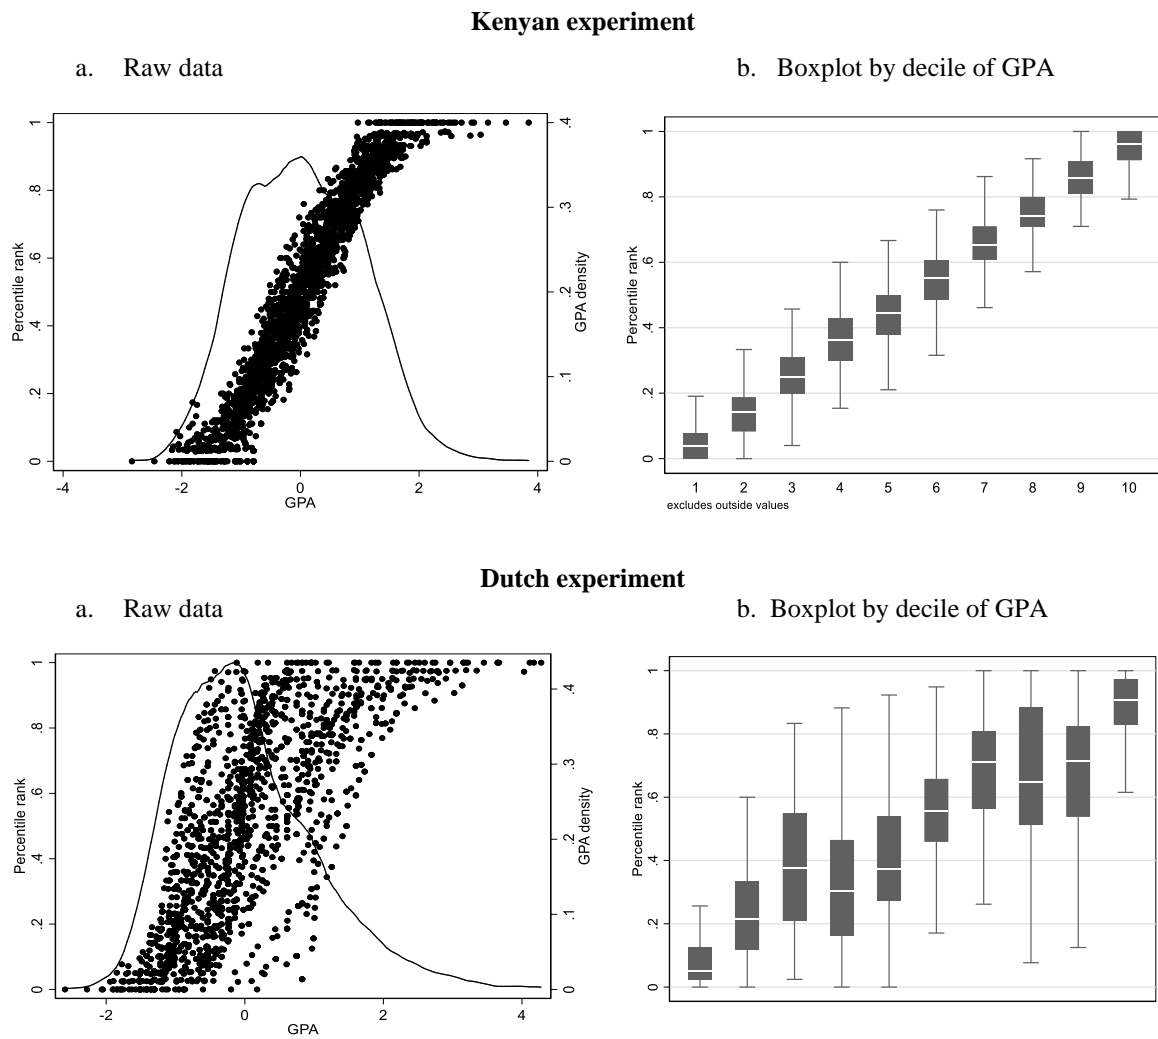 Kenyan experiment
a. Raw data
b. Boxplot by decile of GPA
Percentile rank
0 .2 .4 .6 .8 1
GPA density
0 .1 .2 .3 .4
-4 -2 0 2 4
GPA
Percentile rank
0 .2 .4 .6 .8 1
1 2 3 4 5 6 7 8 9 10
excludes outside values
Dutch experiment
a. Raw data
b. Boxplot by decile of GPA
Percentile rank
0 .2 .4 .6 .8 1
GPA density
0 .1 .2 .3 .4
-2 0 2 4
GPA
Percentile rank
0 .2 .4 .6 .8 1